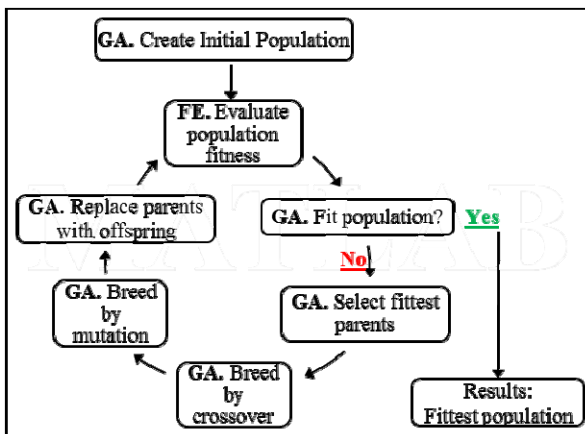 GA. Create Initial Population
FE. Evaluate
population
fitness
GA. Replace parents
with offspring
GA. Fit population?
Yes
MATLAB
No
GA. Breed
by
mutation
GA. Select fittest
parents
GA. Breed
by
crossover
Results:
Fittest population